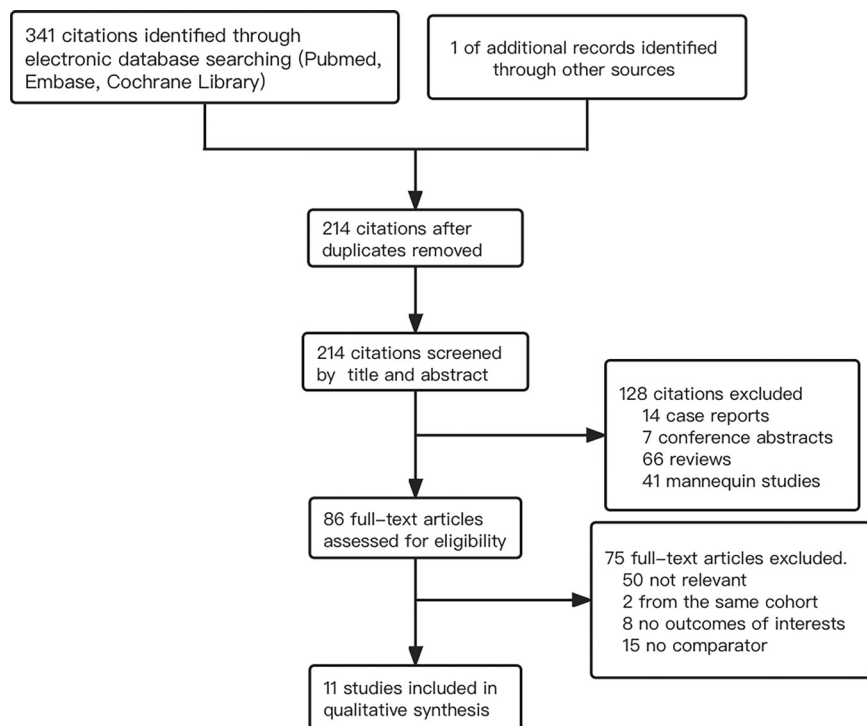 341 citations identified through
electronic database searching (Pubmed,
Embase, Cochrane Library)
1 of additional records identified
through other sources
214 citations after
duplicates removed
214 citations screened
by title and abstract
128 citations excluded
14 case reports
7 conference abstracts
66 reviews
41 mannequin studies
86 full-text articles
assessed for eligibility
75 full-text articles excluded.
50 not relevant
2 from the same cohort
8 no outcomes of interests
15 no comparator
11 studies included in
qualitative synthesis